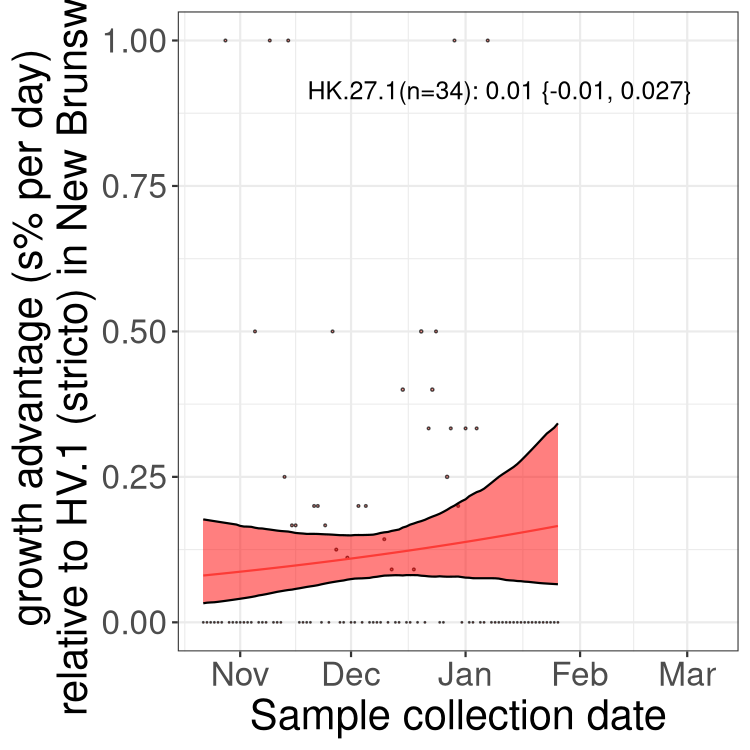 growth advantage (s% per day)
relative to HV.1 (stricto) in New Brunsw
1.00
0.75
0.50
0.25
0.00
HK.27.1(n=34): 0.01 {-0.01, 0.027}
Nov Dec Jan Feb Mar
Sample collection date